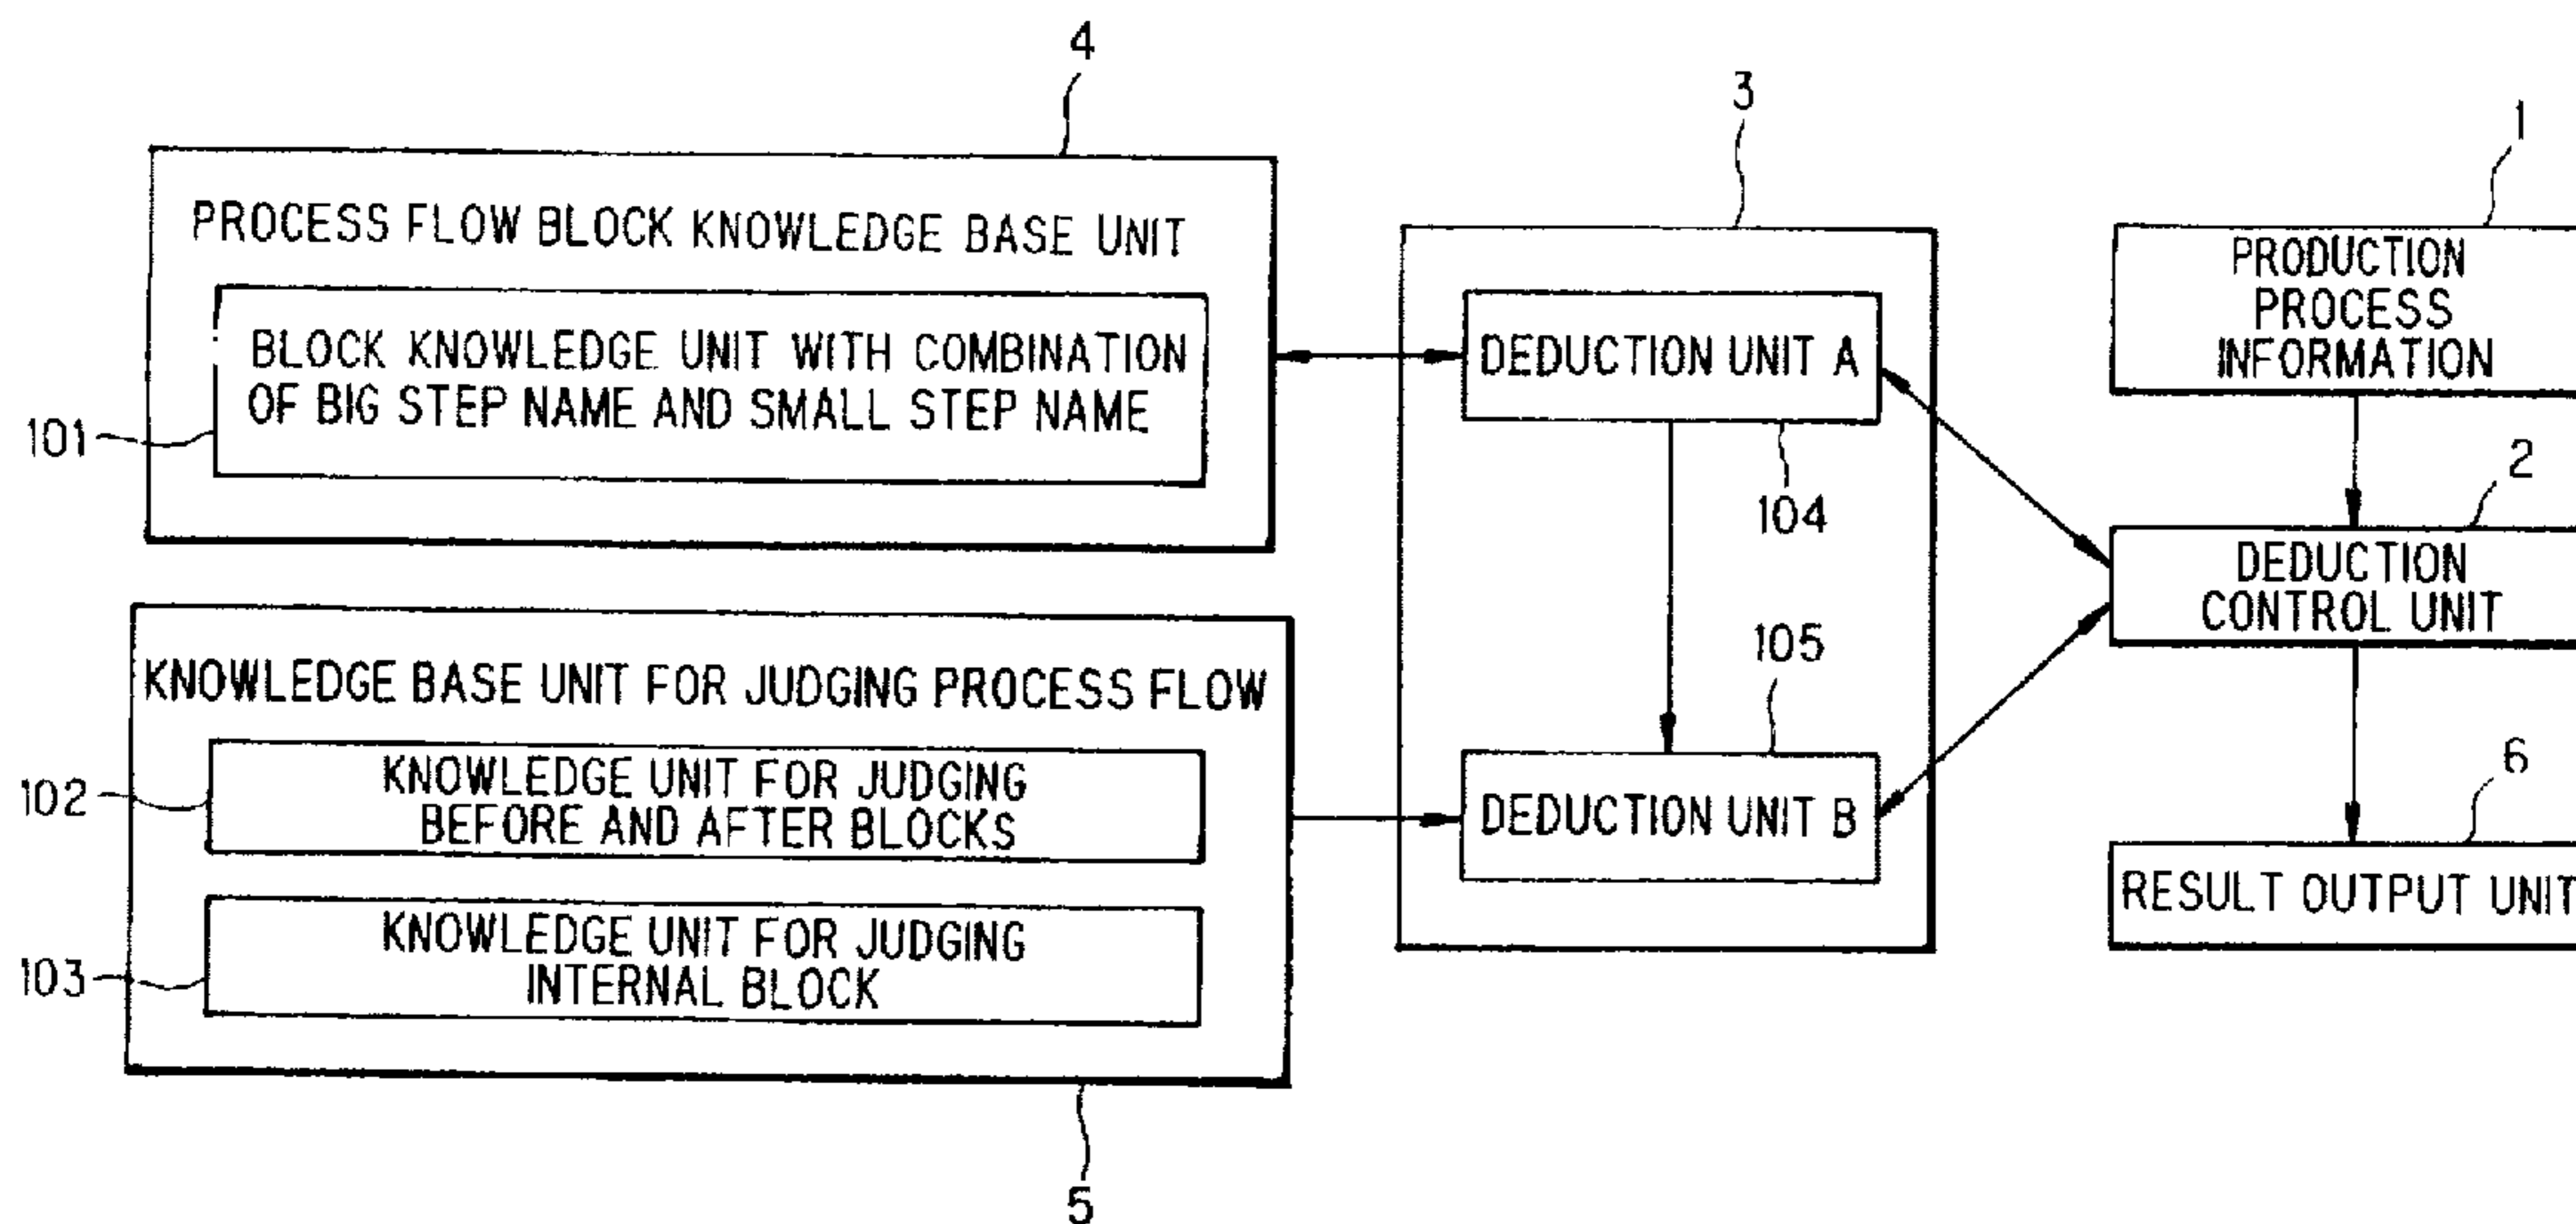 4
PROCESS FLOW BLOCK KNOWLEDGE BASE UNIT
BLOCK KNOWLEDGE UNIT WITH COMBINATION
OF BIG STEP NAME AND SMALL STEP NAME
101
KNOWLEDGE BASE UNIT FOR JUDGING PROCESS FLOW
102
KNOWLEDGE UNIT FOR JUDGING
BEFORE AND AFTER BLOCKS
103
KNOWLEDGE UNIT FOR JUDGING
INTERNAL BLOCK
5
3
DEDUCTION UNIT A
104
105
DEDUCTION UNIT B
1
PRODUCTION
PROCESS
INFORMATION
2
DEDUCTION
CONTROL UNIT
6
RESULT OUTPUT UNIT